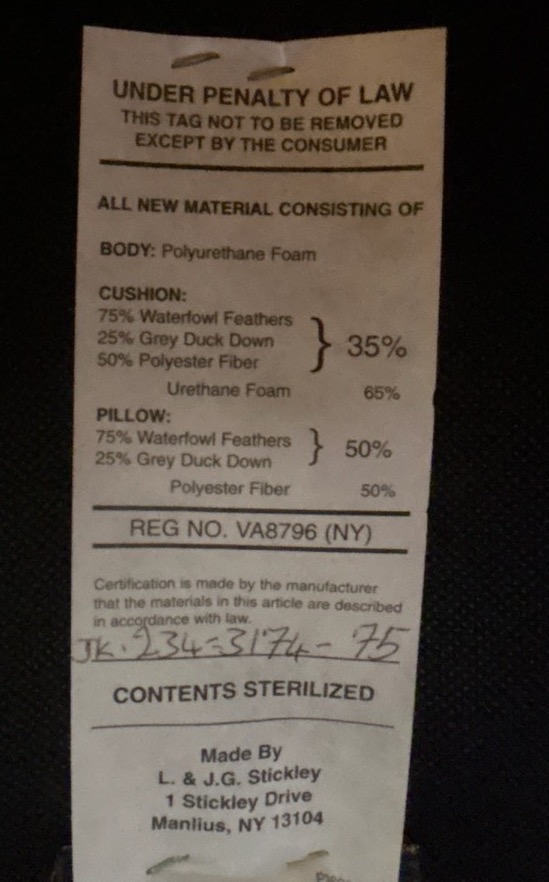 UNDER PENALTY OF LAW
THIS TAG NOT TO BE REMOVED
EXCEPT BY THE CONSUMER
ALL NEW MATERIAL CONSISTING OF
BODY: Polyurethane Foam
CUSHION:
75% Waterfowl Feathers
25% Grey Duck Down
50% Polyester Fiber
} 35%
Urethane Foam 65%
PILLOW:
75% Waterfowl Feathers
25% Grey Duck Down
} 50%
Polyester Fiber 50%
REG NO. VA8796 (NY)
Certification is made by the manufacturer
that the materials in this article are described
in accordance with law.
JK. 234-3174-75
CONTENTS STERILIZED
Made By
L. & J.G. Stickley
1 Stickley Drive
Manlius, NY 13104